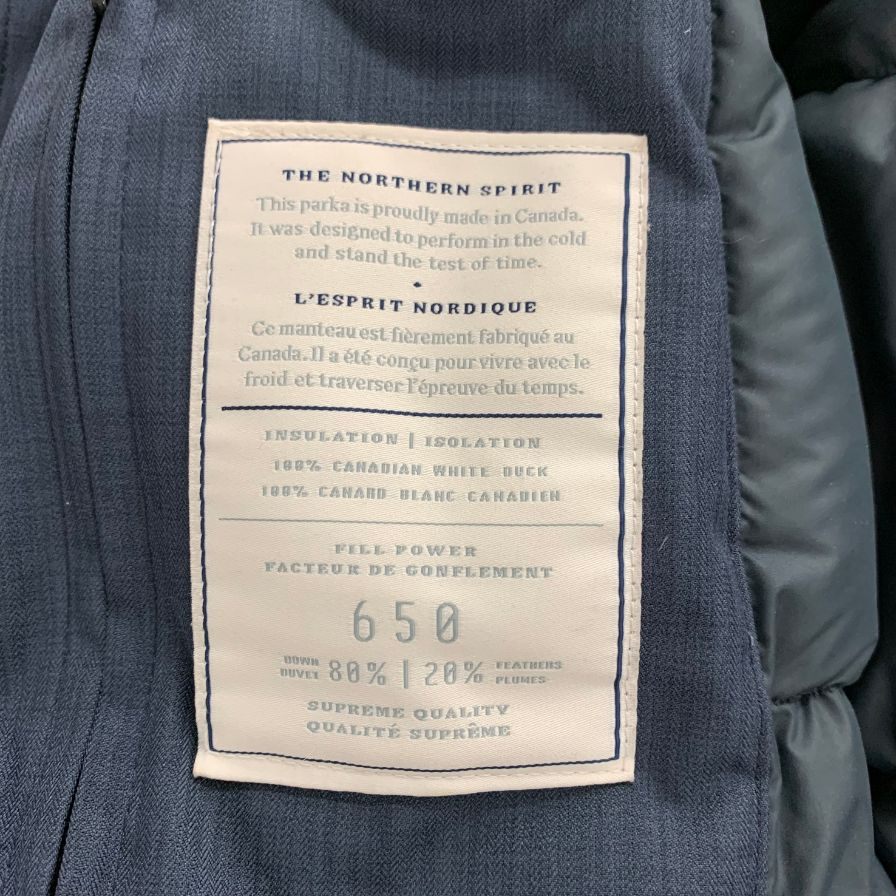 THE NORTHERN SPIRIT
This parka is proudly made in Canada.
It was designed to perform in the cold
and stand the test of time.
L'ESPRIT NORDIQUE
Ce manteau est fièrement fabriqué au
Canada. Il a été conçu pour vivre avec le
froid et traverser l'épreuve du temps.
INSULATION | ISOLATION
100% CANADIAN WHITE DUCK
100% CANARD BLANC CANADIEN
FILL POWER
FACTEUR DE GONFLEMENT
650
DOWN
DUVET 80% | 20% FEATHERS
PLUMES
SUPREME QUALITY
QUALITÉ SUPRÊME